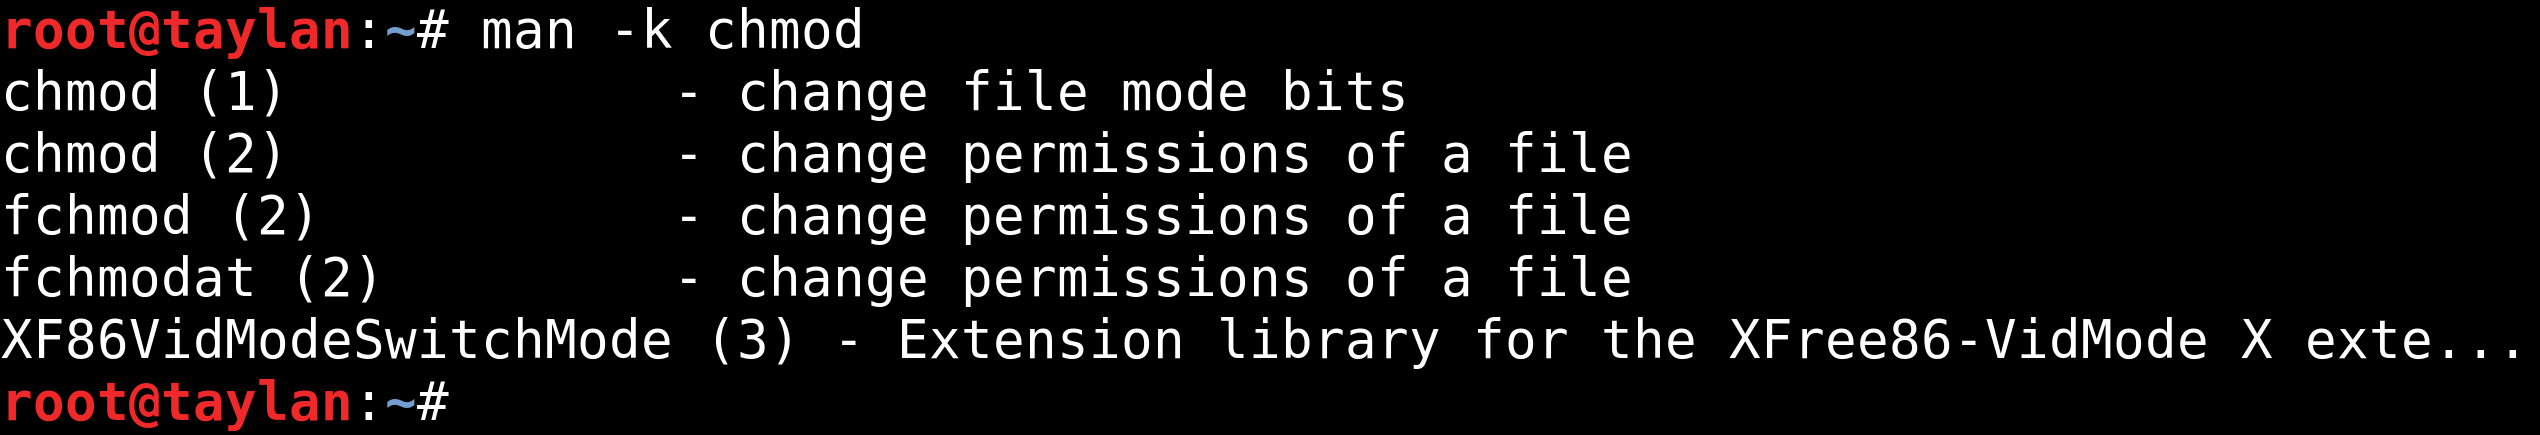 root@taylan:~# man -k chmod
chmod (1)            - change file mode bits
chmod (2)            - change permissions of a file
fchmod (2)           - change permissions of a file
fchmodat (2)         - change permissions of a file
XF86VidModeSwitchMode (3) - Extension library for the XFree86-VidMode X exte...
root@taylan:~#